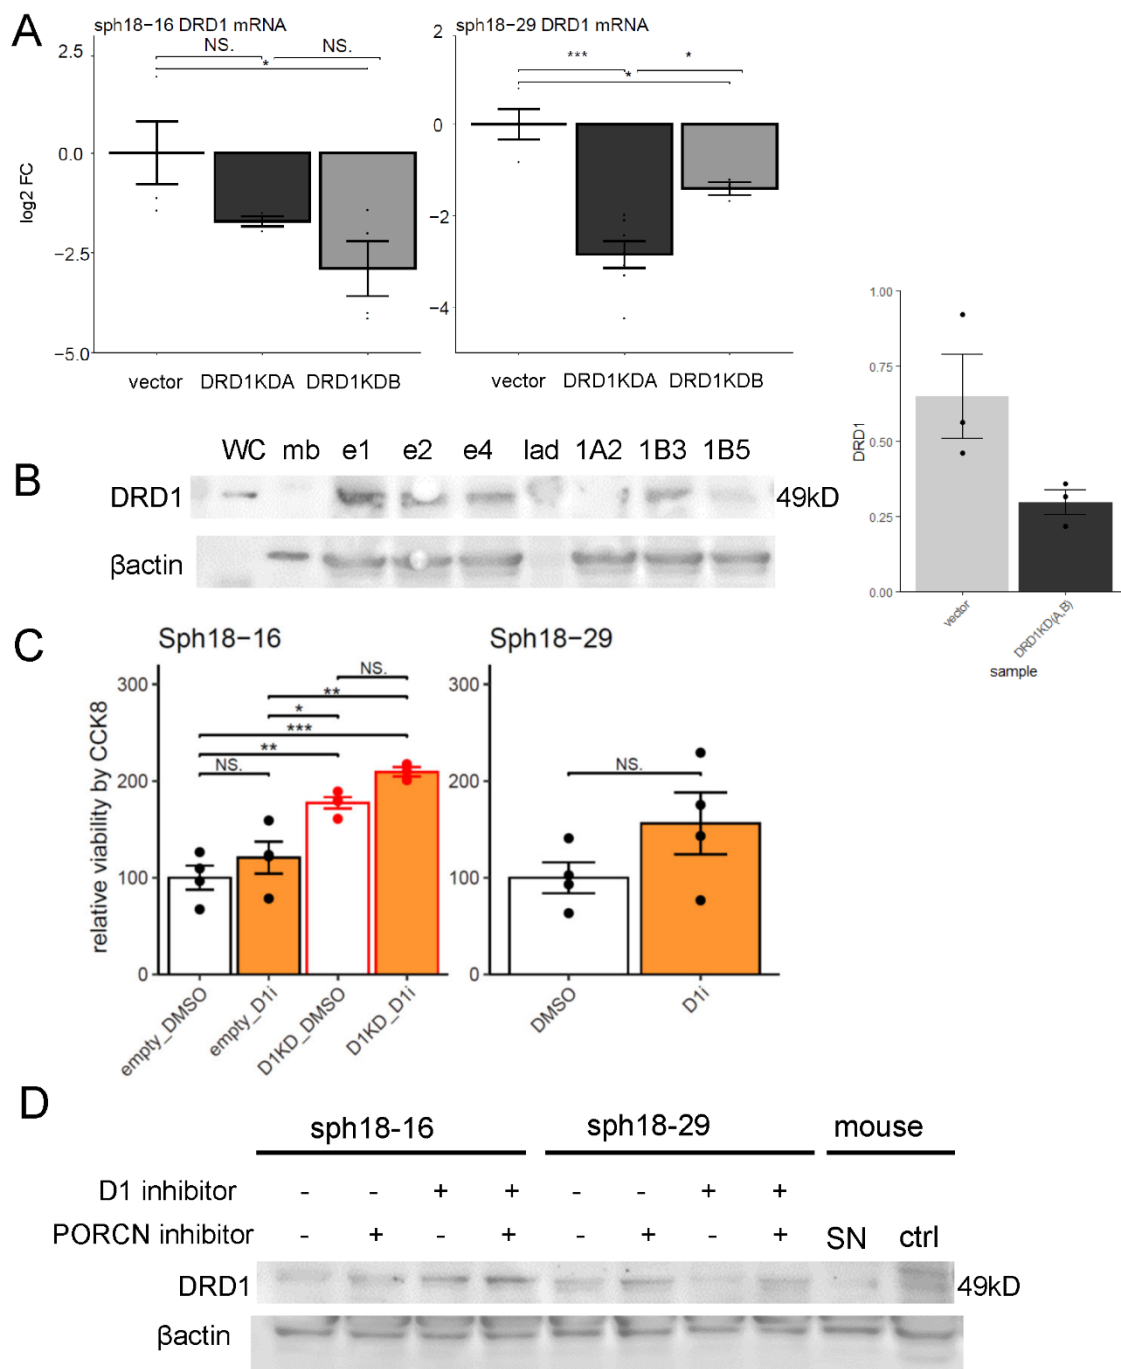 A
sph18−16 DRD1 mRNA
sph18−29 DRD1 mRNA
NS.
NS.
*
***
*
*
log2 FC
2.5
0.0
−2.5
−5.0
2
0
−2
−4
vector DRD1KDA DRD1KDB
vector DRD1KDA DRD1KDB
DRD1
1.00
0.75
0.50
0.25
0.00
vector
DRD1KD(A,B)
sample
B
WC mb e1 e2 e4 lad 1A2 1B3 1B5
DRD1 49kD
βactin
C
Sph18−16
Sph18−29
relative viability by CCK8
300
200
100
0
NS.
**
*
***
**
NS.
empty_DMSO
empty_D1i
D1KD_DMSO
D1KD_D1i
300
200
100
0
NS.
DMSO
D1i
D
sph18-16 sph18-29 mouse
D1 inhibitor - - + + - - + +
PORCN inhibitor - + - + - + - + SN ctrl
DRD1 49kD
βactin